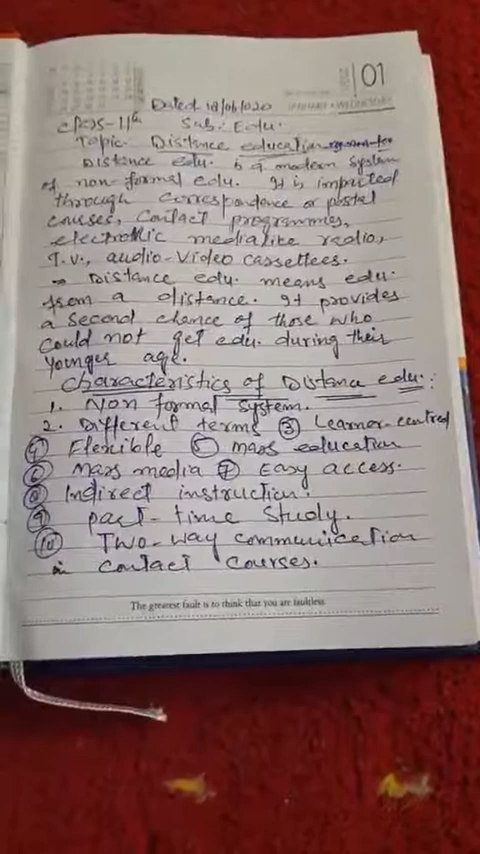 01
JANUARY • WEDNESDAY
Dated 18/06/020
Class-11th Sub: Edu.
Topic- Distance education
Distance edu. is a modern System
of non-formal edu. It is imparted
through correspondence or postal
courses, Contact programmes,
electronic media like radio,
T.V., audio-Video cassettees.
→ Distance edu. means edu.
from a distance. It provides
a second chance of those who
could not get edu. during their
younger age.
Characteristics of Distance edu.:
1. Non formal system.
2. Different terms ③ Learner-centred
④ Flexible ⑤ mass education
⑥ Mass media ⑦ Easy access.
⑧ Indirect instruction.
⑨ part-time Study.
⑩ Two-way communication
in contact courses.
The greatest fault is to think that you are faultless